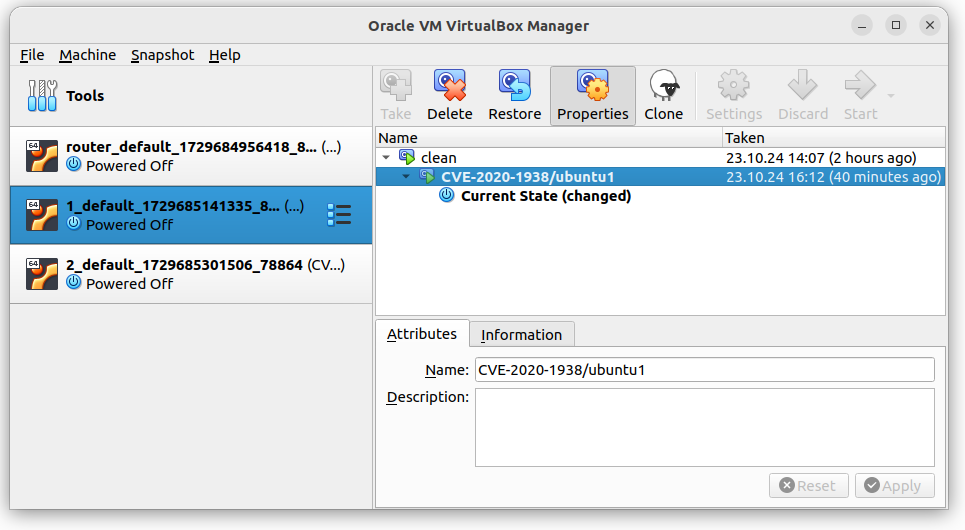 Oracle VM VirtualBox Manager
File Machine Snapshot Help
Tools
Take Delete Restore Properties Clone Settings Discard Start
64 router_default_1729684956418_8... (...)
Powered Off
64 1_default_1729685141335_8... (...)
Powered Off
64 2_default_1729685301506_78864 (CV...)
Powered Off
Name Taken
clean 23.10.24 14:07 (2 hours ago)
CVE-2020-1938/ubuntu1 23.10.24 16:12 (40 minutes ago)
Current State (changed)
Attributes Information
Name: CVE-2020-1938/ubuntu1
Description:
Reset Apply